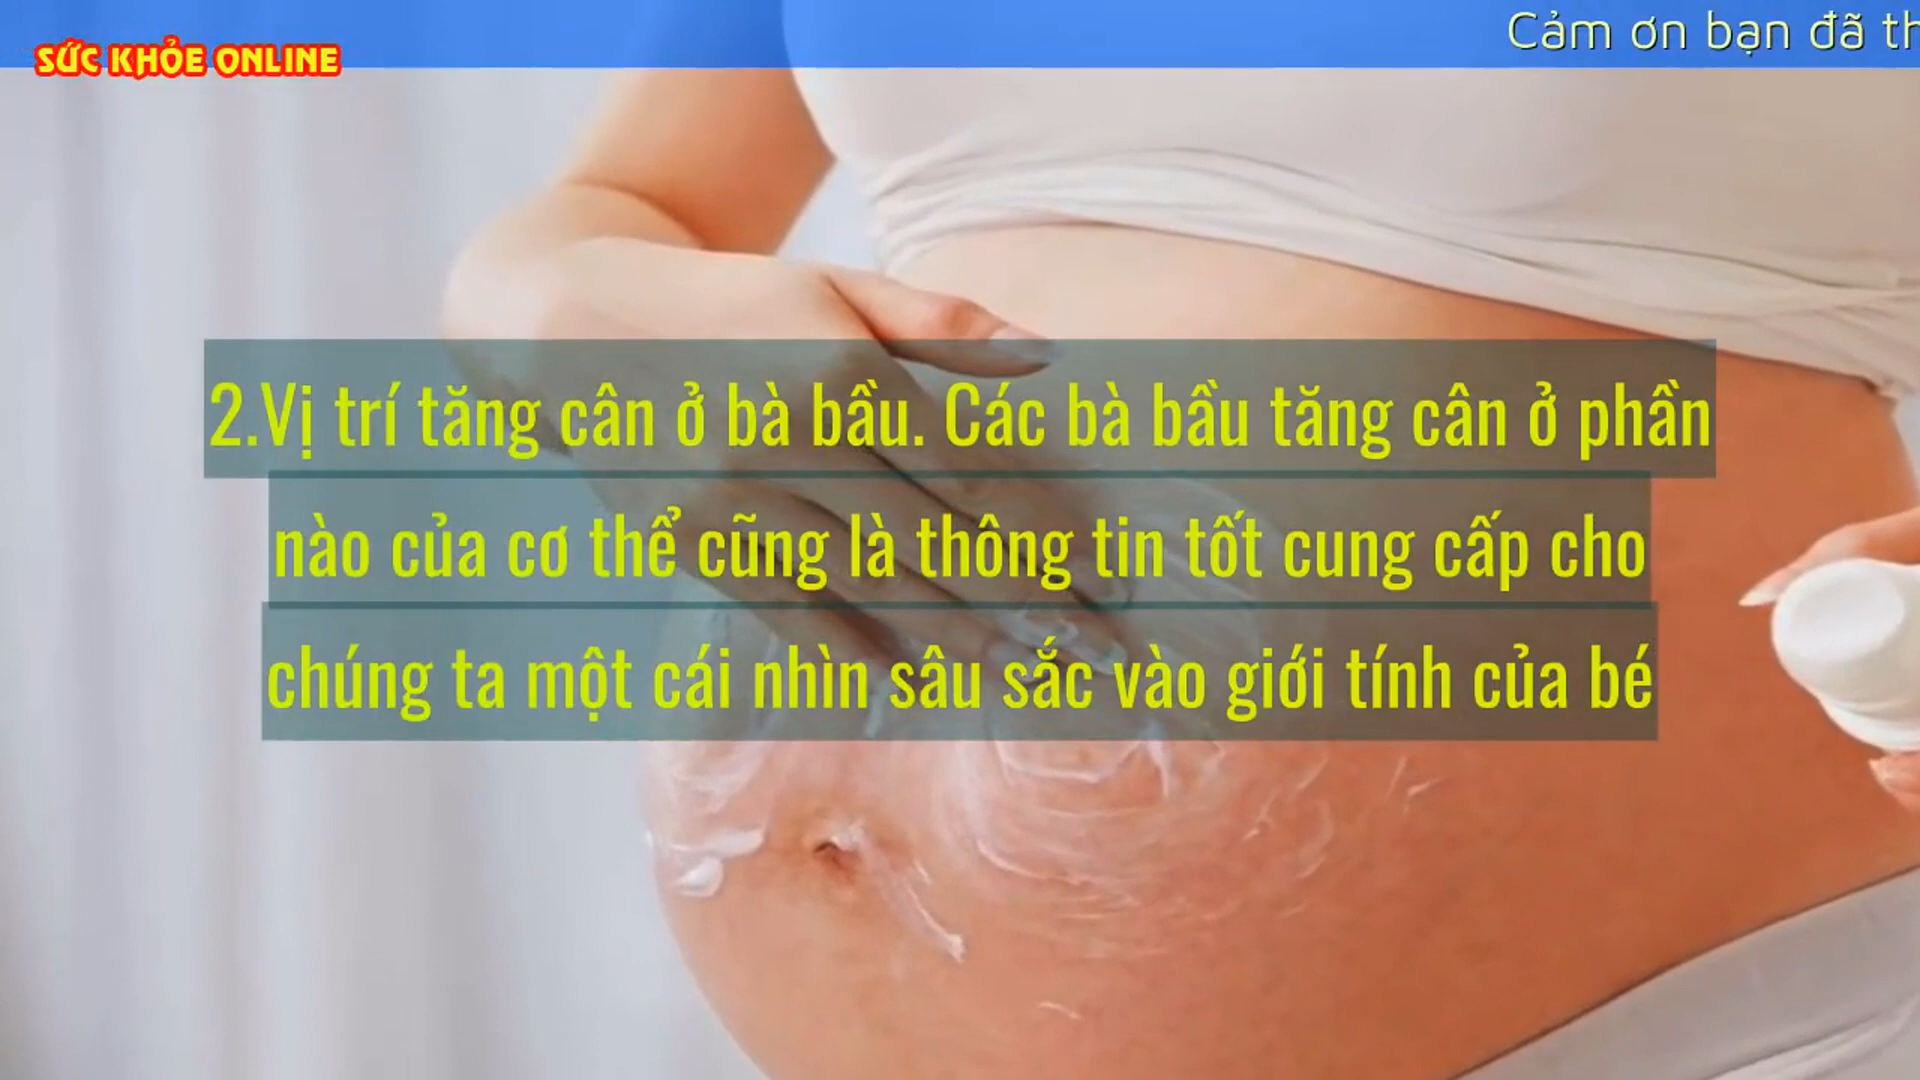 Cảm ơn bạn đã
SỨC KHỎE ONLINE
2.Vị trí tăng cân ở bà bầu. Các bà bầu tăng cân ở phần
nào của cơ thể cũng là thông tin tốt cung cấp cho
chúng ta một cái nhìn sâu sắc vào giới tính của bé